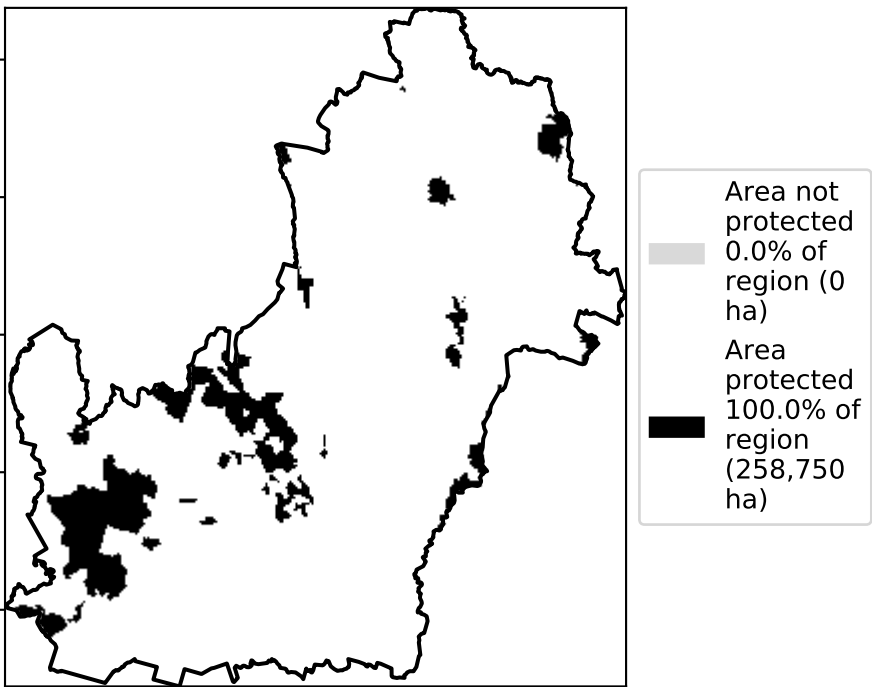 Area not
protected
0.0% of
region (0
ha)
Area
protected
100.0% of
region
(258,750
ha)